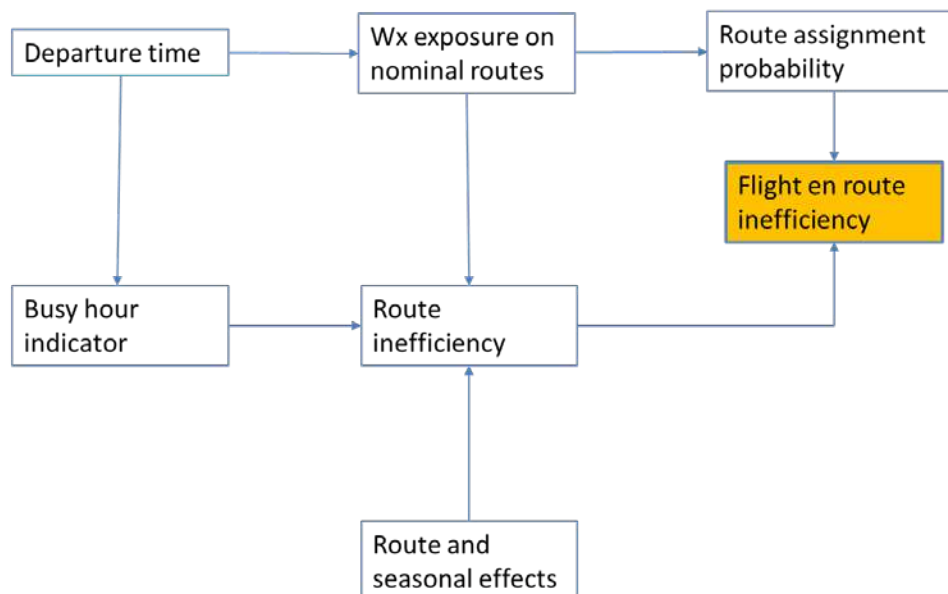 Departure time
Wx exposure on
nominal routes
Route assignment
probability
Flight en route
inefficiency
Busy hour
indicator
Route
inefficiency
Route and
seasonal effects